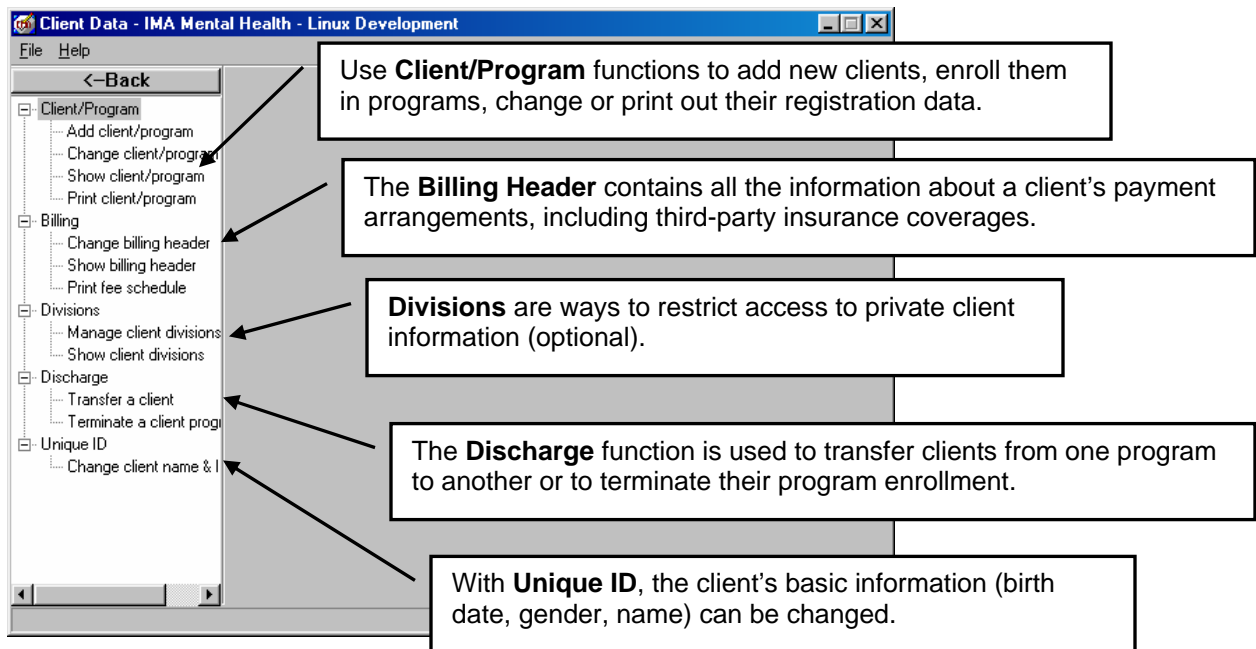 Client Data - IMA Mental Health - Linux Development
File Help
<–Back
Client/Program
Add client/program
Change client/program
Show client/program
Print client/program
Billing
Change billing header
Show billing header
Print fee schedule
Divisions
Manage client divisions
Show client divisions
Discharge
Transfer a client
Terminate a client progr
Unique ID
Change client name & I
Use Client/Program functions to add new clients, enroll them
in programs, change or print out their registration data.
The Billing Header contains all the information about a client’s payment
arrangements, including third-party insurance coverages.
Divisions are ways to restrict access to private client
information (optional).
The Discharge function is used to transfer clients from one program
to another or to terminate their program enrollment.
With Unique ID, the client’s basic information (birth
date, gender, name) can be changed.